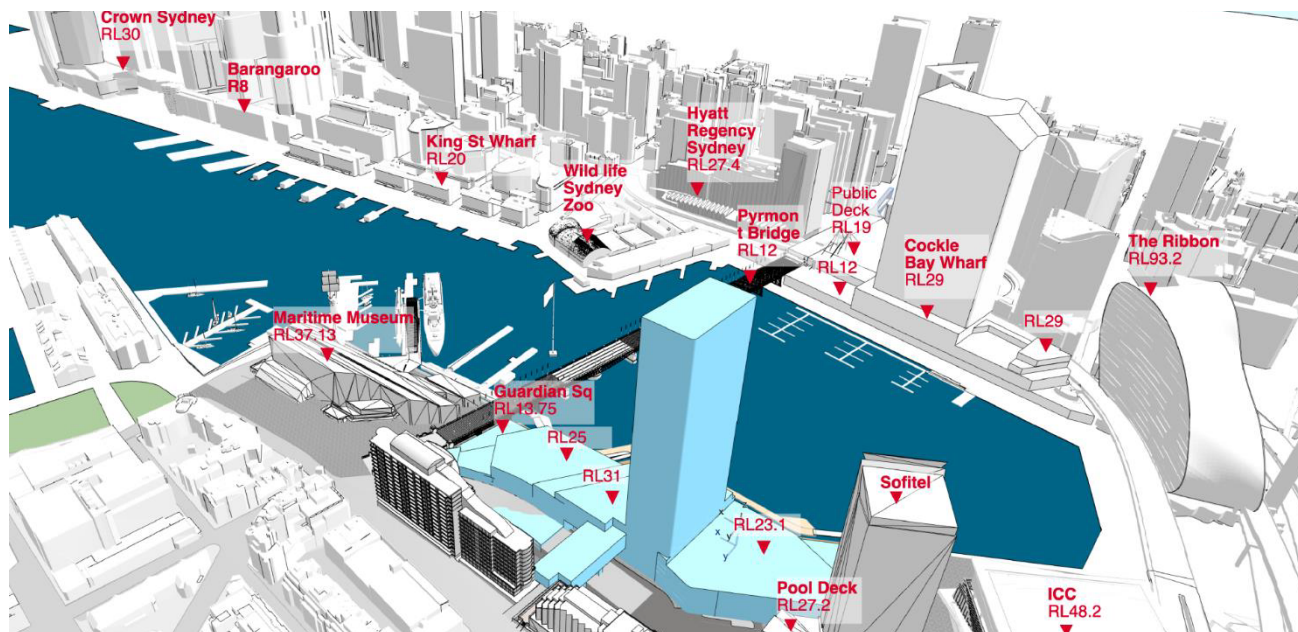 Crown Sydney
RL30
Barangaroo
R8
King St Wharf
RL20
Wild life
Sydney
Zoo
Hyatt
Regency
Sydney
RL27.4
Public
Deck
RL19
Pyrmon
t Bridge
RL12
RL12
Cockle
Bay Wharf
RL29
The Ribbon
RL93.2
RL29
Maritime Museum
RL37.13
Guardian Sq
RL13.75
RL25
RL31
Sofitel
x
x
y
y
RL23.1
Pool Deck
RL27.2
ICC
RL48.2